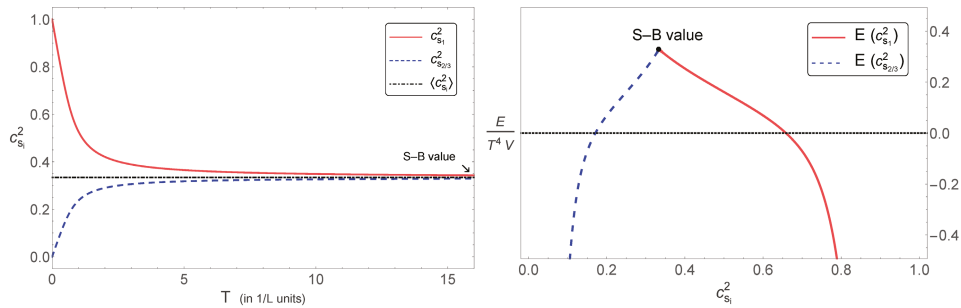 1.0
0.8
0.6
0.4
0.2
0.0
c²sᵢ
c²s₁
c²s₂/₃
⟨c²sᵢ⟩
S–B value
0
5
10
15
T (in 1/L units)
S–B value
E (c²s₁)
E (c²s₂/₃)
E
T⁴ V
0.4
0.2
0.0
-0.2
-0.4
0.0
0.2
0.4
0.6
0.8
1.0
c²sᵢ